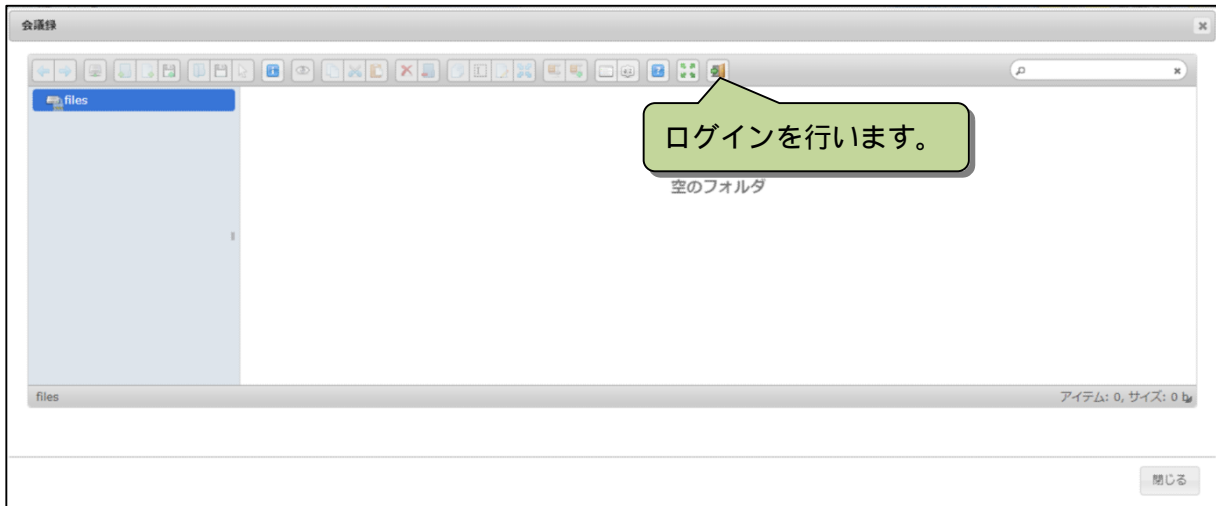 会議録
files
ログインを行います。
空のフォルダ
files
アイテム: 0, サイズ: 0 b
閉じる